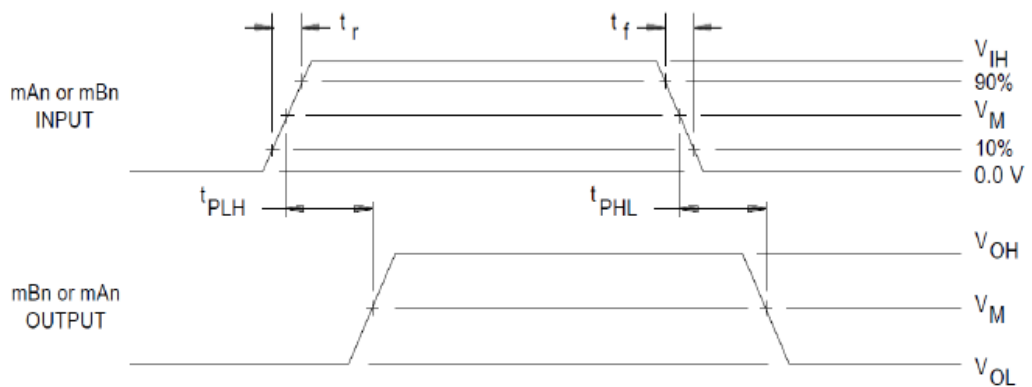 t r
t f
V IH
90%
mAn or mBn
INPUT
V M
10%
0.0 V
t PLH
t PHL
V OH
mBn or mAn
OUTPUT
V M
V OL